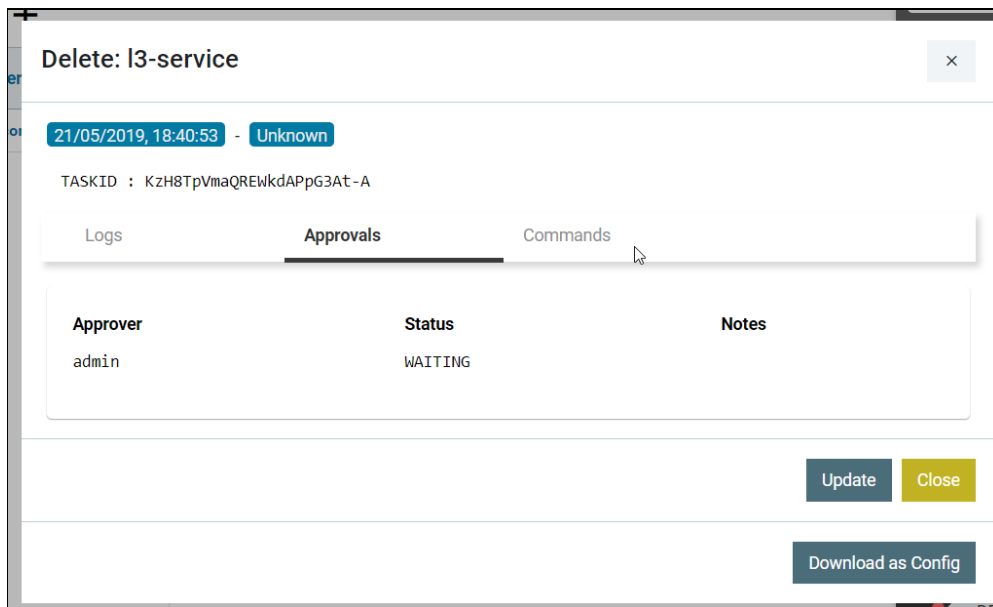 Delete: l3-service
×
21/05/2019, 18:40:53 - Unknown
TASKID : KzH8TpVmaQREWkdAPpG3At-A
Logs Approvals Commands
Approver Status Notes
admin WAITING
Update Close
Download as Config